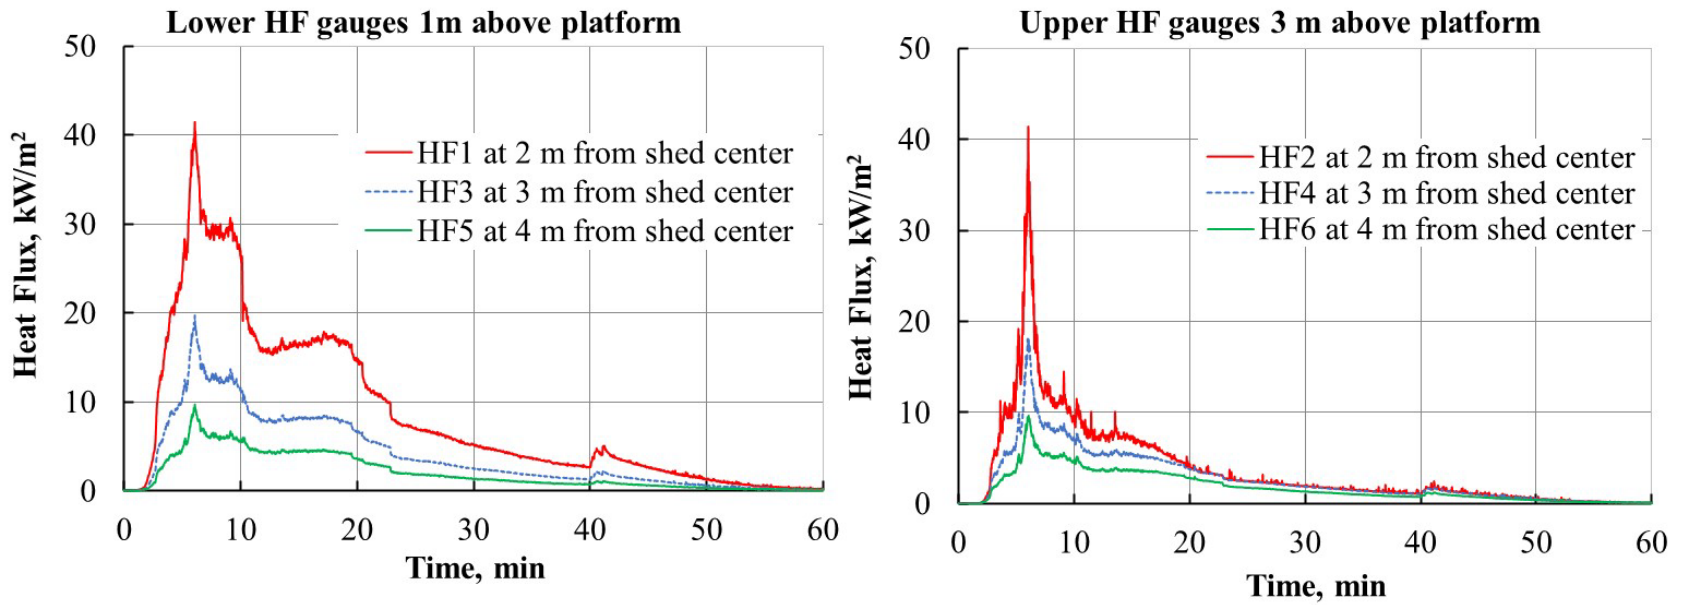 Lower HF gauges 1m above platform
50
40
30
20
10
0
Heat Flux, kW/m²
HF1 at 2 m from shed center
HF3 at 3 m from shed center
HF5 at 4 m from shed center
0 10 20 30 40 50 60
Time, min
Upper HF gauges 3 m above platform
50
40
30
20
10
0
Heat Flux, kW/m²
HF2 at 2 m from shed center
HF4 at 3 m from shed center
HF6 at 4 m from shed center
0 10 20 30 40 50 60
Time, min